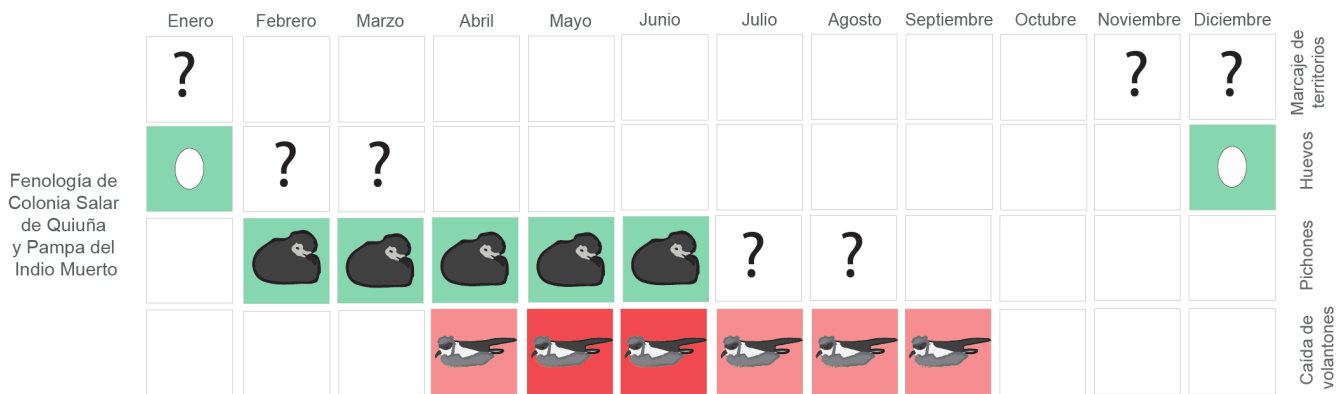 Enero Febrero Marzo Abril Mayo Junio Julio Agosto Septiembre Octubre Noviembre Diciembre
? ? ?
Marcaje de
territorios
? ?
Huevos
Fenología de
Colonia Salar
de Quiuña
y Pampa del
Indio Muerto
? ?
Pichones
Caida de
volantones